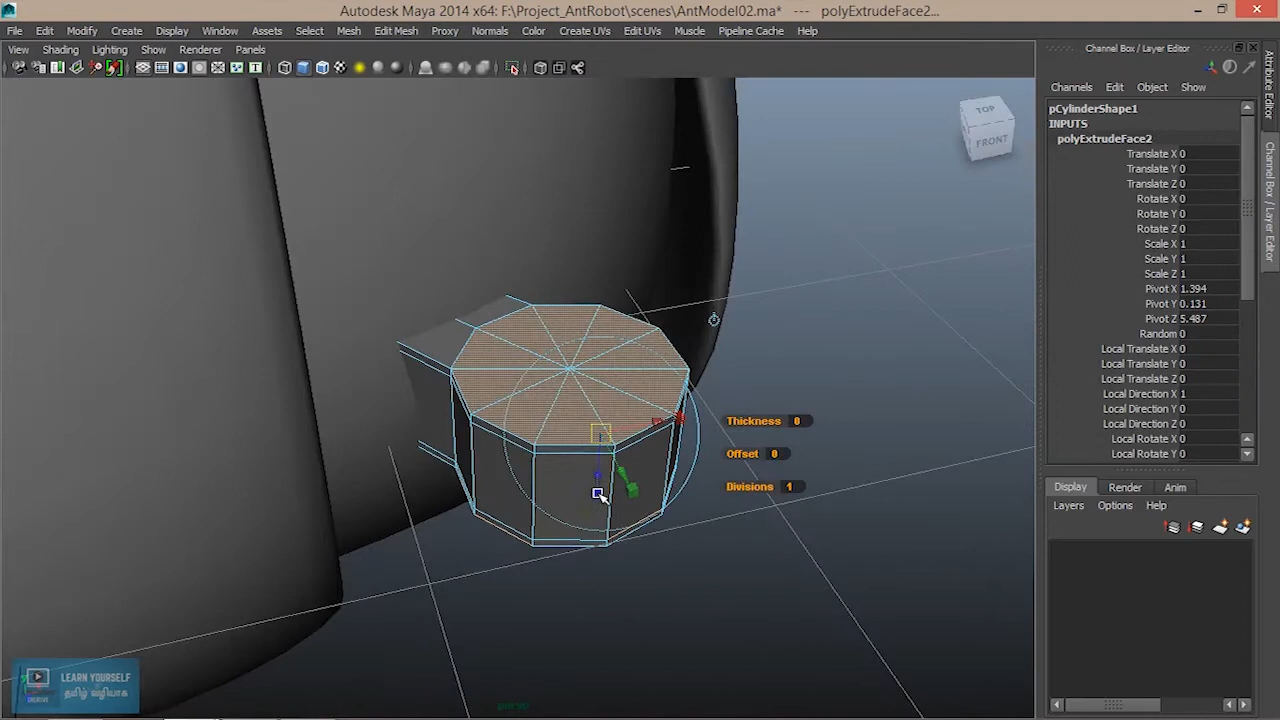 Autodesk Maya 2014 x64: F:\Project_AntRobot\scenes\AntModel02.ma*   ---   polyExtrudeFace2...
File Edit Modify Create Display Window Assets Select Mesh Edit Mesh Proxy Normals Color Create UVs Edit UVs Muscle Pipeline Cache Help
View Shading Lighting Show Renderer Panels
Channel Box / Layer Editor
Channels Edit Object Show
pCylinderShape1
INPUTS
polyExtrudeFace2
Translate X 0
Translate Y 0
Translate Z 0
Rotate X 0
Rotate Y 0
Rotate Z 0
Scale X 1
Scale Y 1
Scale Z 1
Pivot X 1.394
Pivot Y 0.131
Pivot Z 5.487
Random 0
Local Translate X 0
Local Translate Y 0
Local Translate Z 0
Local Direction X 1
Local Direction Y 0
Local Direction Z 0
Local Rotate X 0
Local Rotate Y 0
Display Render Anim
Layers Options Help
Attribute Editor
Channel Box / Layer Editor
TOP
FRONT
Thickness 0
Offset 0
Divisions 1
persp
LEARN YOURSELF
தமிழ் வழியாக